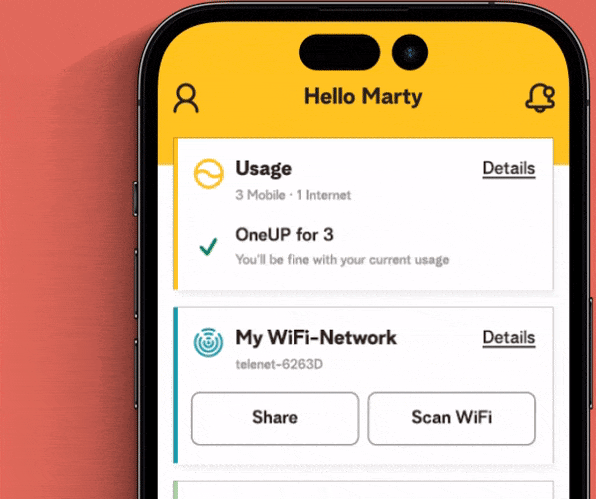 Hello Marty
Usage
Details
3 Mobile · 1 Internet
OneUP for 3
You'll be fine with your current usage
My WiFi-Network
Details
telenet-6263D
Share
Scan WiFi